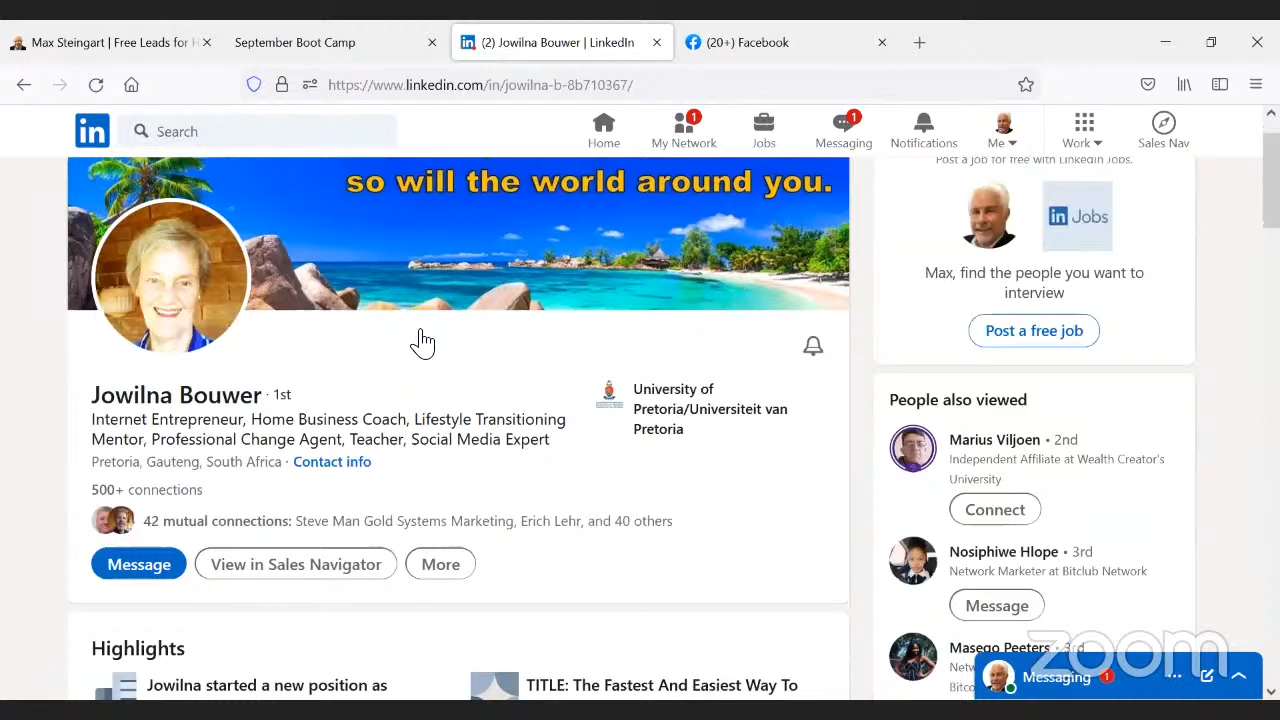 Max Steingart | Free Leads for H
September Boot Camp
(2) Jowilna Bouwer | LinkedIn
(20+) Facebook
https://www.linkedin.com/in/jowilna-b-8b710367/
in
Search
1
1
Home
My Network
Jobs
Messaging
Notifications
Me
Work
Sales Nav
so will the world around you.
Post a job for free with LinkedIn Jobs.
in Jobs
Max, find the people you want to
interview
Post a free job
Jowilna Bouwer · 1st
Internet Entrepreneur, Home Business Coach, Lifestyle Transitioning
Mentor, Professional Change Agent, Teacher, Social Media Expert
Pretoria, Gauteng, South Africa · Contact info
500+ connections
42 mutual connections: Steve Man Gold Systems Marketing, Erich Lehr, and 40 others
Message
View in Sales Navigator
More
University of
Pretoria/Universiteit van
Pretoria
People also viewed
Marius Viljoen • 2nd
Independent Affiliate at Wealth Creator's
University
Connect
Nosiphiwe Hlope • 3rd
Network Marketer at Bitclub Network
Message
Masego Peeters • 3rd
Highlights
Jowilna started a new position as
TITLE: The Fastest And Easiest Way To
Messaging 1
zoom